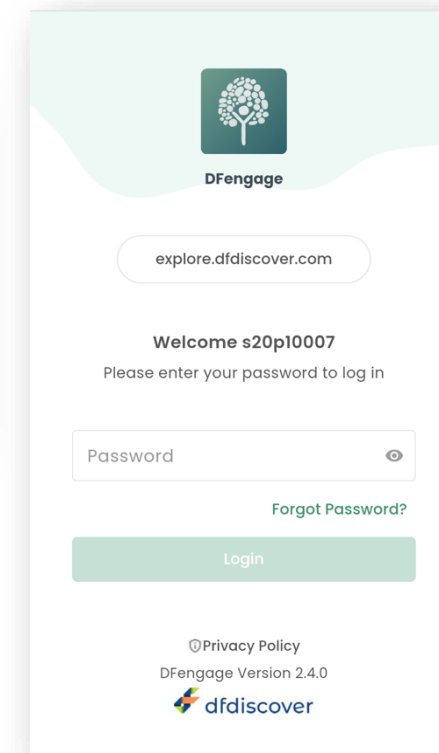 DFengage
explore.dfdiscover.com
Welcome s20p10007
Please enter your password to log in
Password
Forgot Password?
Login
Privacy Policy
DFengage Version 2.4.0
dfdiscover